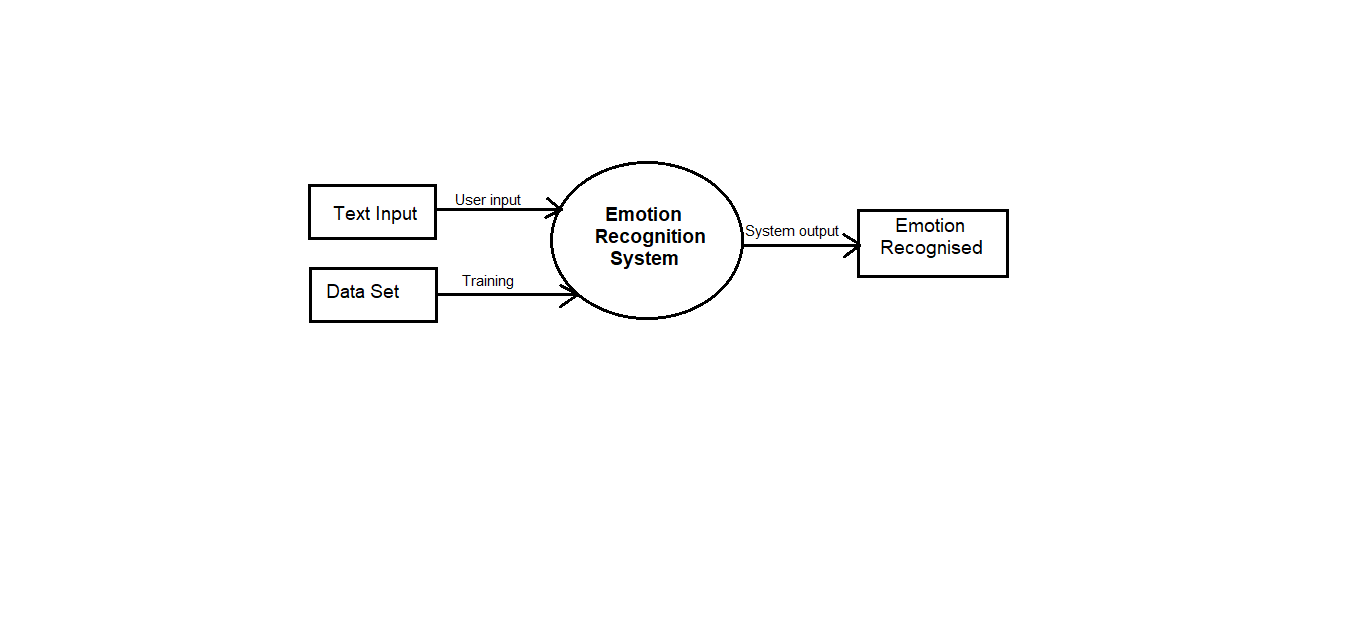 Text Input
User input
Data Set
Training
Emotion
Recognition
System
System output
Emotion
Recognised